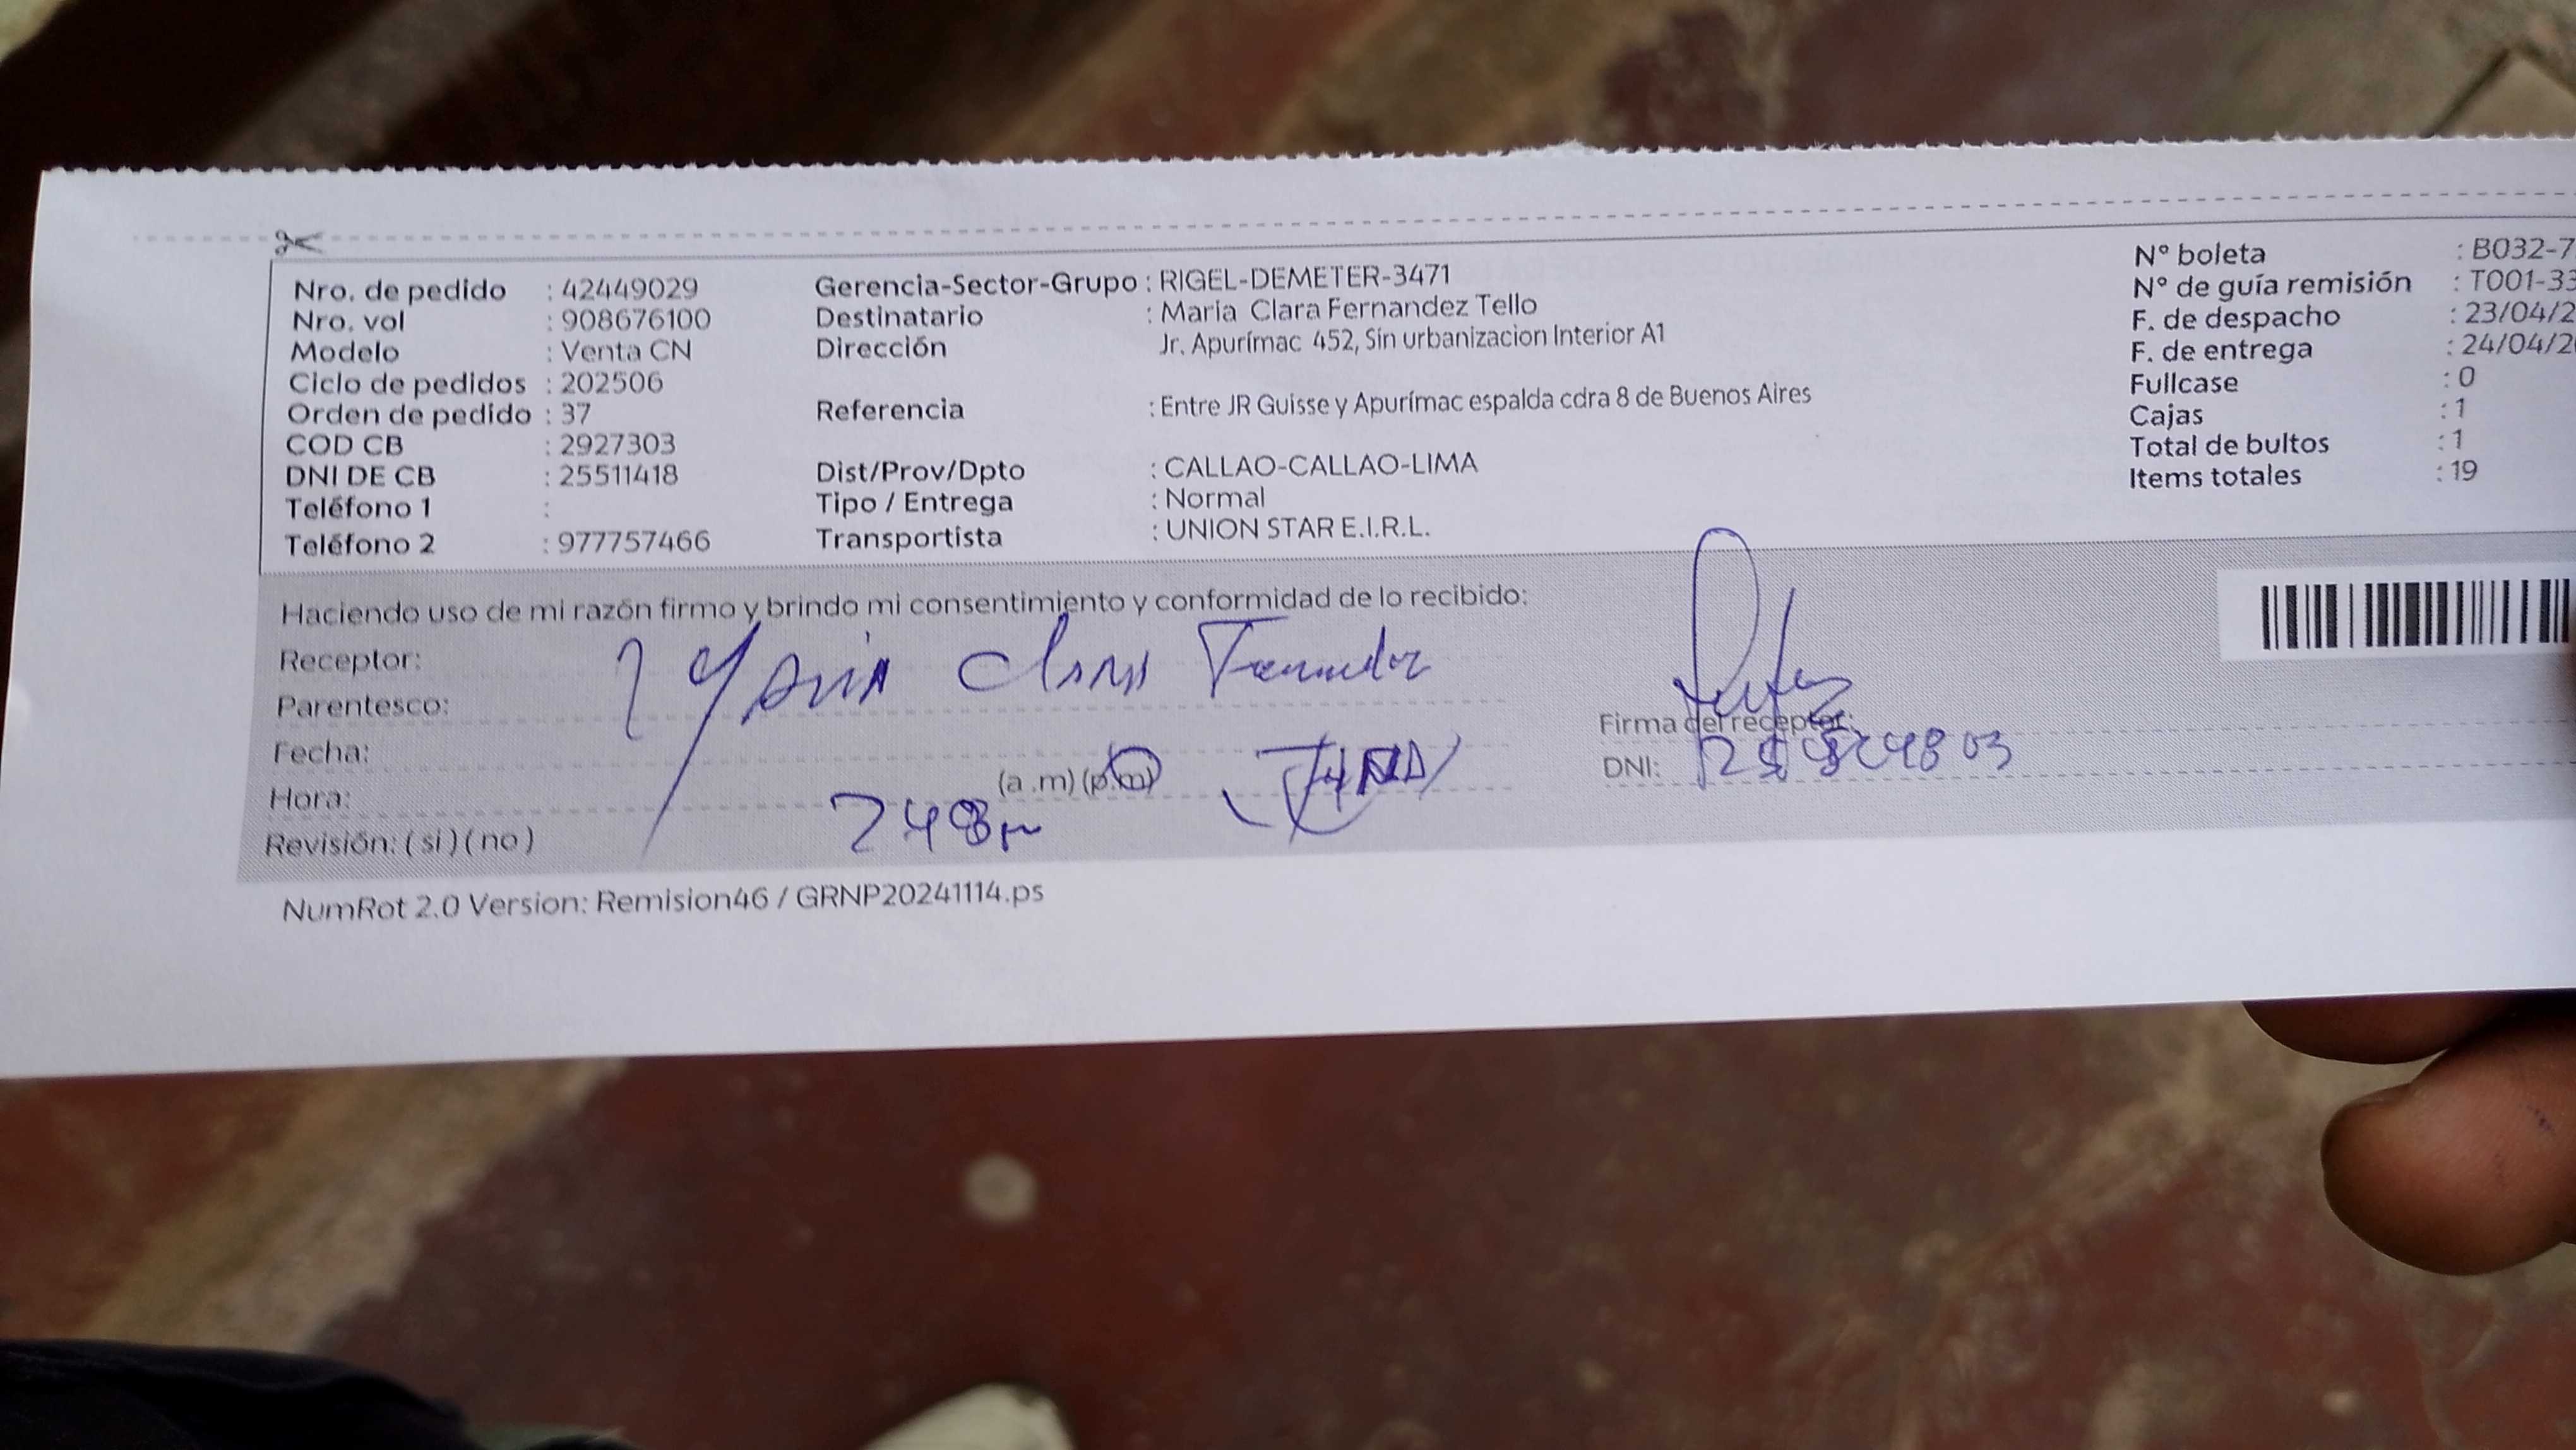 Nro. de pedido : 42449029
Nro. vol : 908676100
Modelo : Venta CN
Ciclo de pedidos : 202506
Orden de pedido : 37
COD CB : 2927303
DNI DE CB : 25511418
Teléfono 1 :
Teléfono 2 : 977757466
Gerencia-Sector-Grupo : RIGEL-DEMETER-3471
Destinatario : Maria Clara Fernandez Tello
Dirección Jr. Apurímac 452, Sin urbanizacion Interior A1
Referencia : Entre JR Guisse y Apurímac espalda cdra 8 de Buenos Aires
Dist/Prov/Dpto : CALLAO-CALLAO-LIMA
Tipo / Entrega : Normal
Transportista : UNION STAR E.I.R.L.
N° boleta : B032-7
N° de guía remisión : T001-33
F. de despacho : 23/04/2
F. de entrega : 24/04/2
Fullcase : 0
Cajas : 1
Total de bultos : 1
Items totales : 19
Haciendo uso de mi razón firmo y brindo mi consentimiento y conformidad de lo recibido:
Receptor: Maria Clara Fernandez
Parentesco:
Fecha:
Hora: (a .m) (p.m)
248pm
Revisión: ( si ) ( no )
Firma del receptor:
DNI:
NumRot 2.0 Version: Remision46 / GRNP20241114.ps